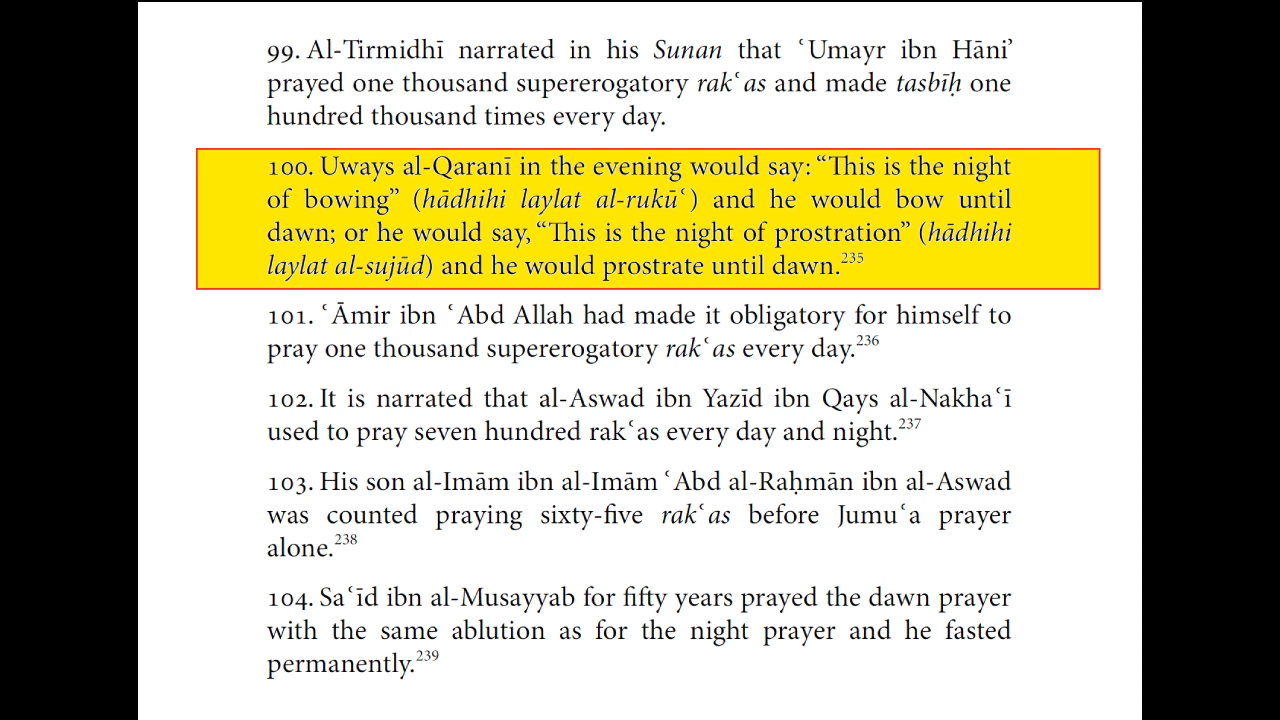 99. Al-Tirmidhī narrated in his Sunan that ʿUmayr ibn Hāni’
prayed one thousand supererogatory rakʿas and made tasbīḥ one
hundred thousand times every day.
100. Uways al-Qaranī in the evening would say: “This is the night
of bowing” (hādhihi laylat al-rukūʿ) and he would bow until
dawn; or he would say, “This is the night of prostration” (hādhihi
laylat al-sujūd) and he would prostrate until dawn.235
101. ʿĀmir ibn ʿAbd Allah had made it obligatory for himself to
pray one thousand supererogatory rakʿas every day.236
102. It is narrated that al-Aswad ibn Yazīd ibn Qays al-Nakhaʿī
used to pray seven hundred rakʿas every day and night.237
103. His son al-Imām ibn al-Imām ʿAbd al-Raḥmān ibn al-Aswad
was counted praying sixty-five rakʿas before Jumuʿa prayer
alone.238
104. Saʿīd ibn al-Musayyab for fifty years prayed the dawn prayer
with the same ablution as for the night prayer and he fasted
permanently.239